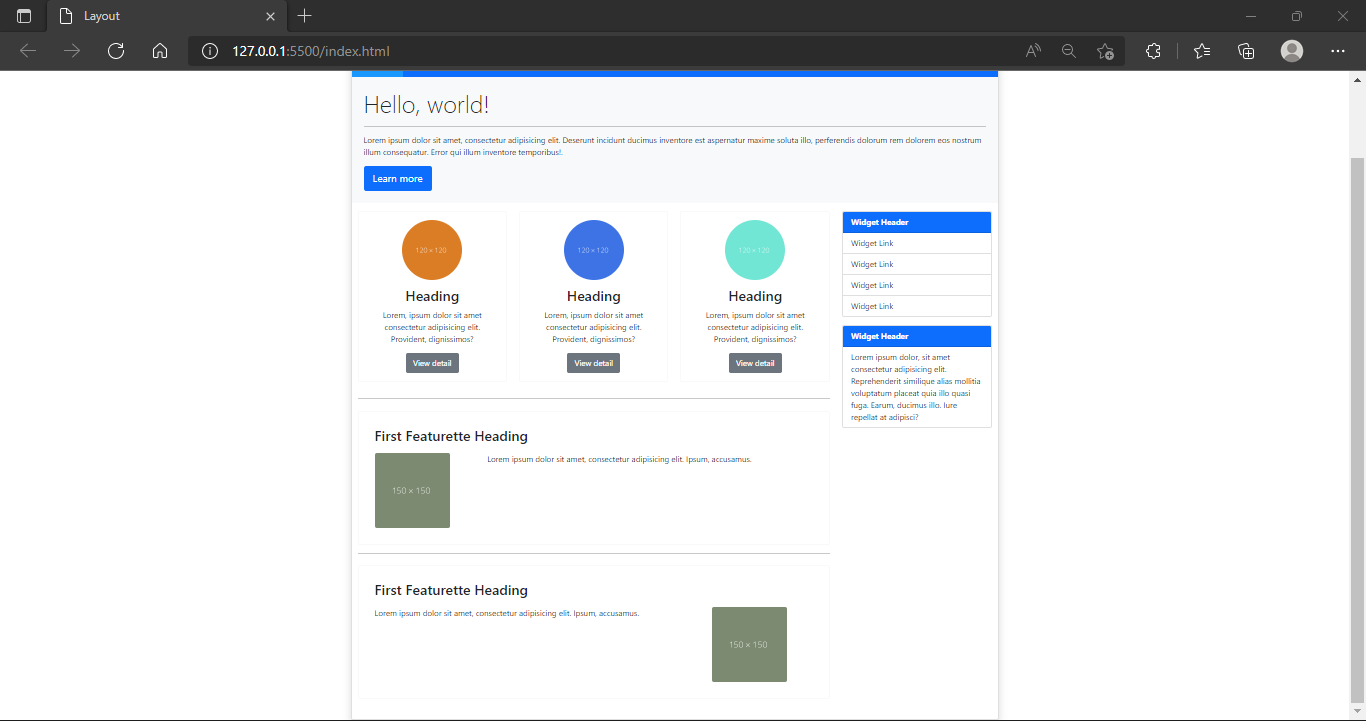 Layout
127.0.0.1:5500/index.html
Hello, world!
Lorem ipsum dolor sit amet, consectetur adipisicing elit. Deserunt incidunt ducimus inventore est aspernatur maxime soluta illo, perferendis dolorum rem dolorem eos nostrum
illum consequatur. Error qui illum inventore temporibus!.
Learn more
120 × 120
Heading
Lorem, ipsum dolor sit amet
consectetur adipisicing elit.
Provident, dignissimos?
View detail
120 × 120
Heading
Lorem, ipsum dolor sit amet
consectetur adipisicing elit.
Provident, dignissimos?
View detail
120 × 120
Heading
Lorem, ipsum dolor sit amet
consectetur adipisicing elit.
Provident, dignissimos?
View detail
Widget Header
Widget Link
Widget Link
Widget Link
Widget Link
Widget Header
Lorem ipsum dolor, sit amet
consectetur adipisicing elit.
Reprehenderit similique alias mollitia
voluptatum placeat quia illo quasi
fuga. Earum, ducimus illo. Iure
repellat at adipisci?
First Featurette Heading
150 × 150
Lorem ipsum dolor sit amet, consectetur adipisicing elit. Ipsum, accusamus.
First Featurette Heading
Lorem ipsum dolor sit amet, consectetur adipisicing elit. Ipsum, accusamus.
150 × 150